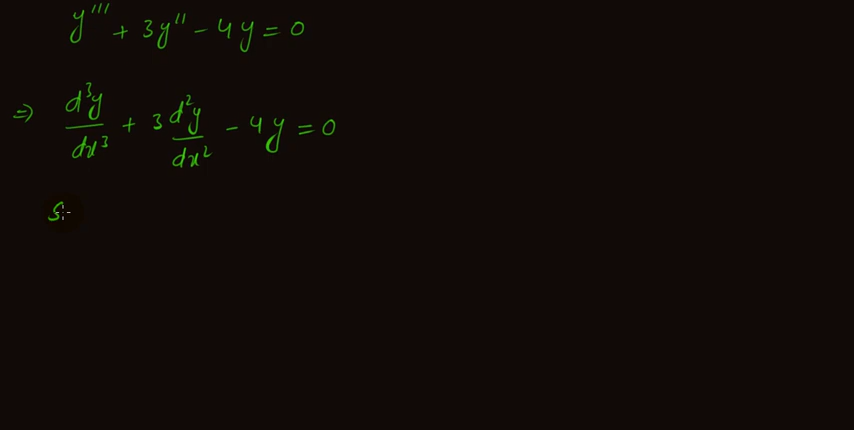 y''' + 3y'' - 4y = 0
=> d³y/dx³ + 3 d²y/dx² - 4y = 0
S